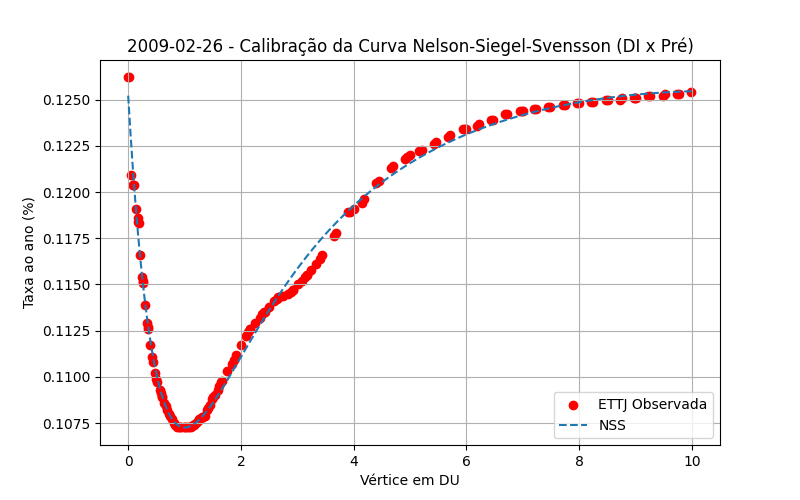 2009-02-26 - Calibração da Curva Nelson-Siegel-Svensson (DI x Pré)
Taxa ao ano (%)
0.1250
0.1225
0.1200
0.1175
0.1150
0.1125
0.1100
0.1075
ETTJ Observada
NSS
0 2 4 6 8 10
Vértice em DU